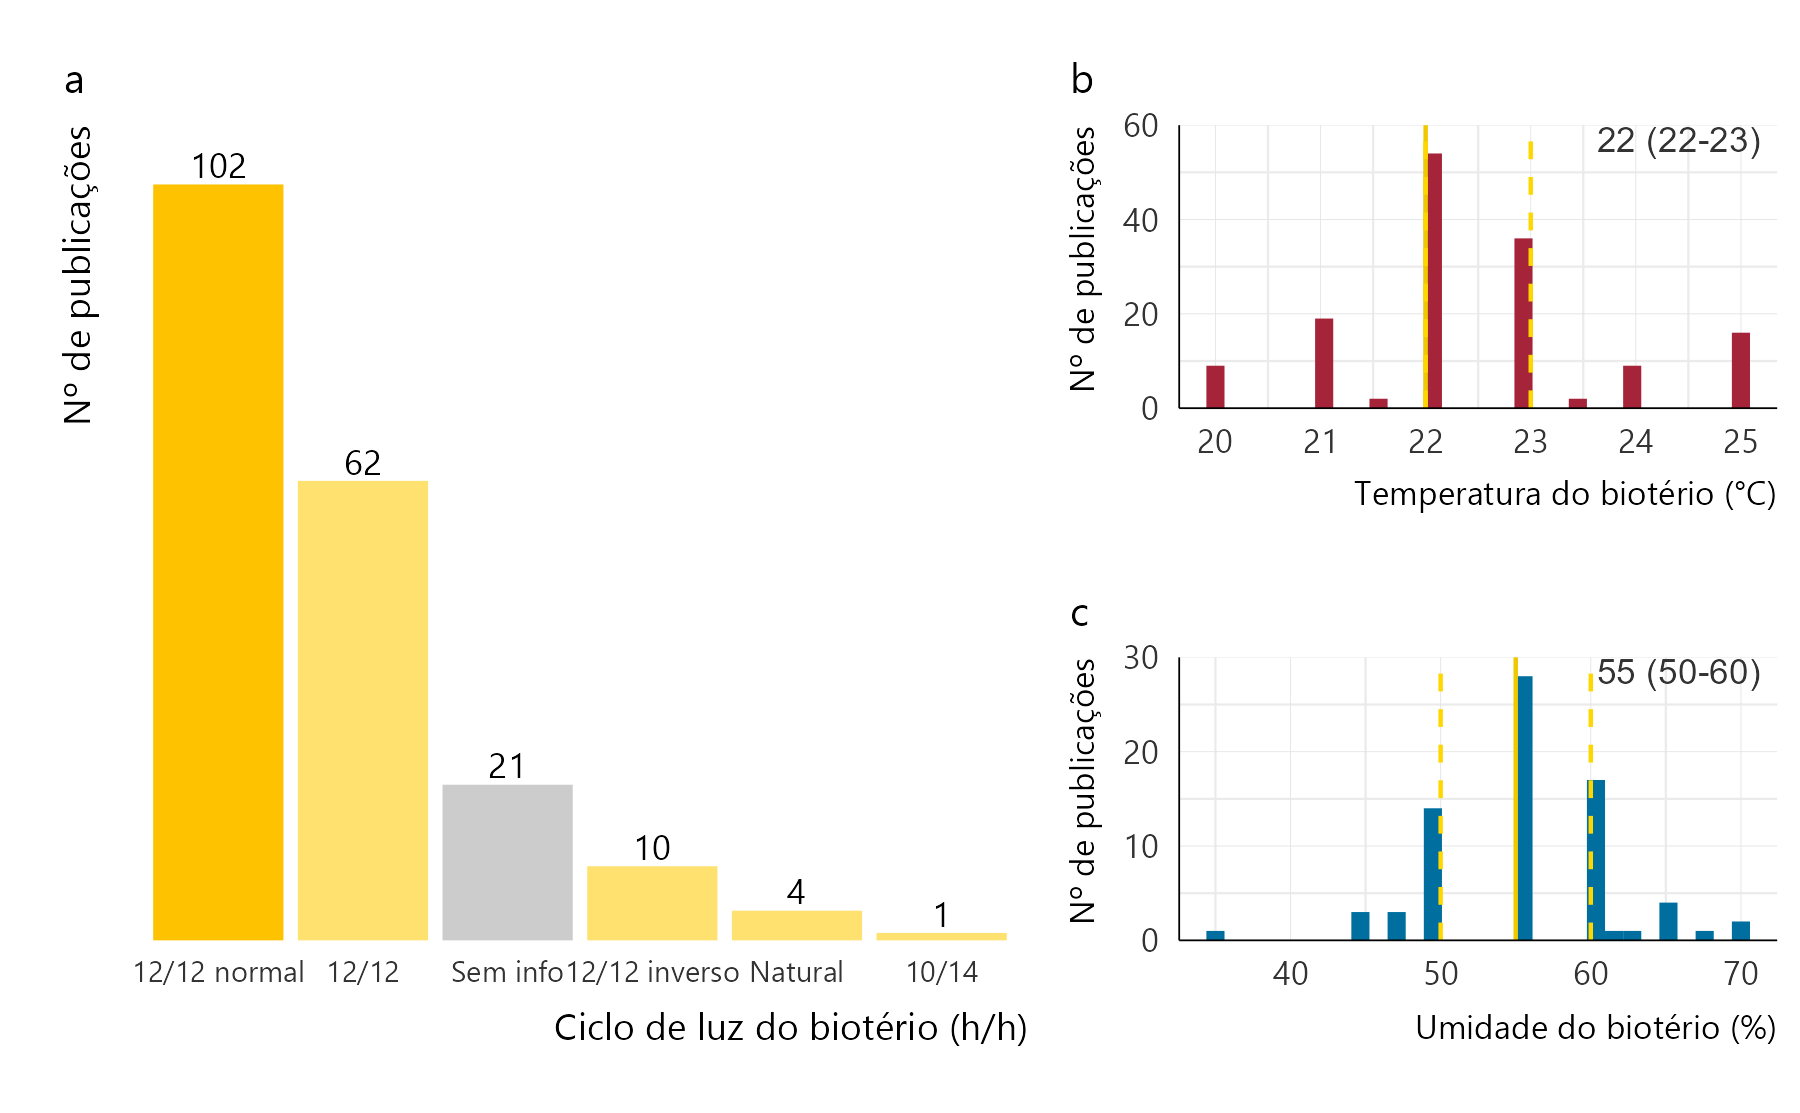 a
Nº de publicações
102
62
21
10
4
1
12/12 normal
12/12
Sem info
12/12 inverso
Natural
10/14
Ciclo de luz do biotério (h/h)
b
Nº de publicações
60
40
20
0
22 (22-23)
20
21
22
23
24
25
Temperatura do biotério (°C)
c
Nº de publicações
30
20
10
0
55 (50-60)
40
50
60
70
Umidade do biotério (%)